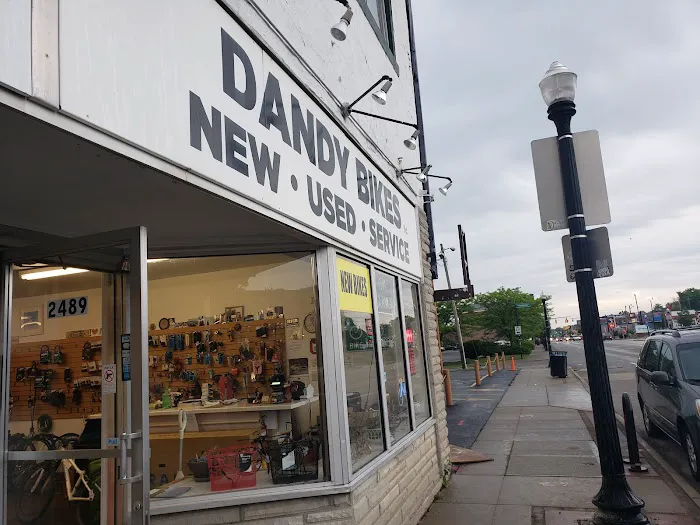 DANDY BIKES
NEW • USED • SERVICE
NEW BIKES
2489